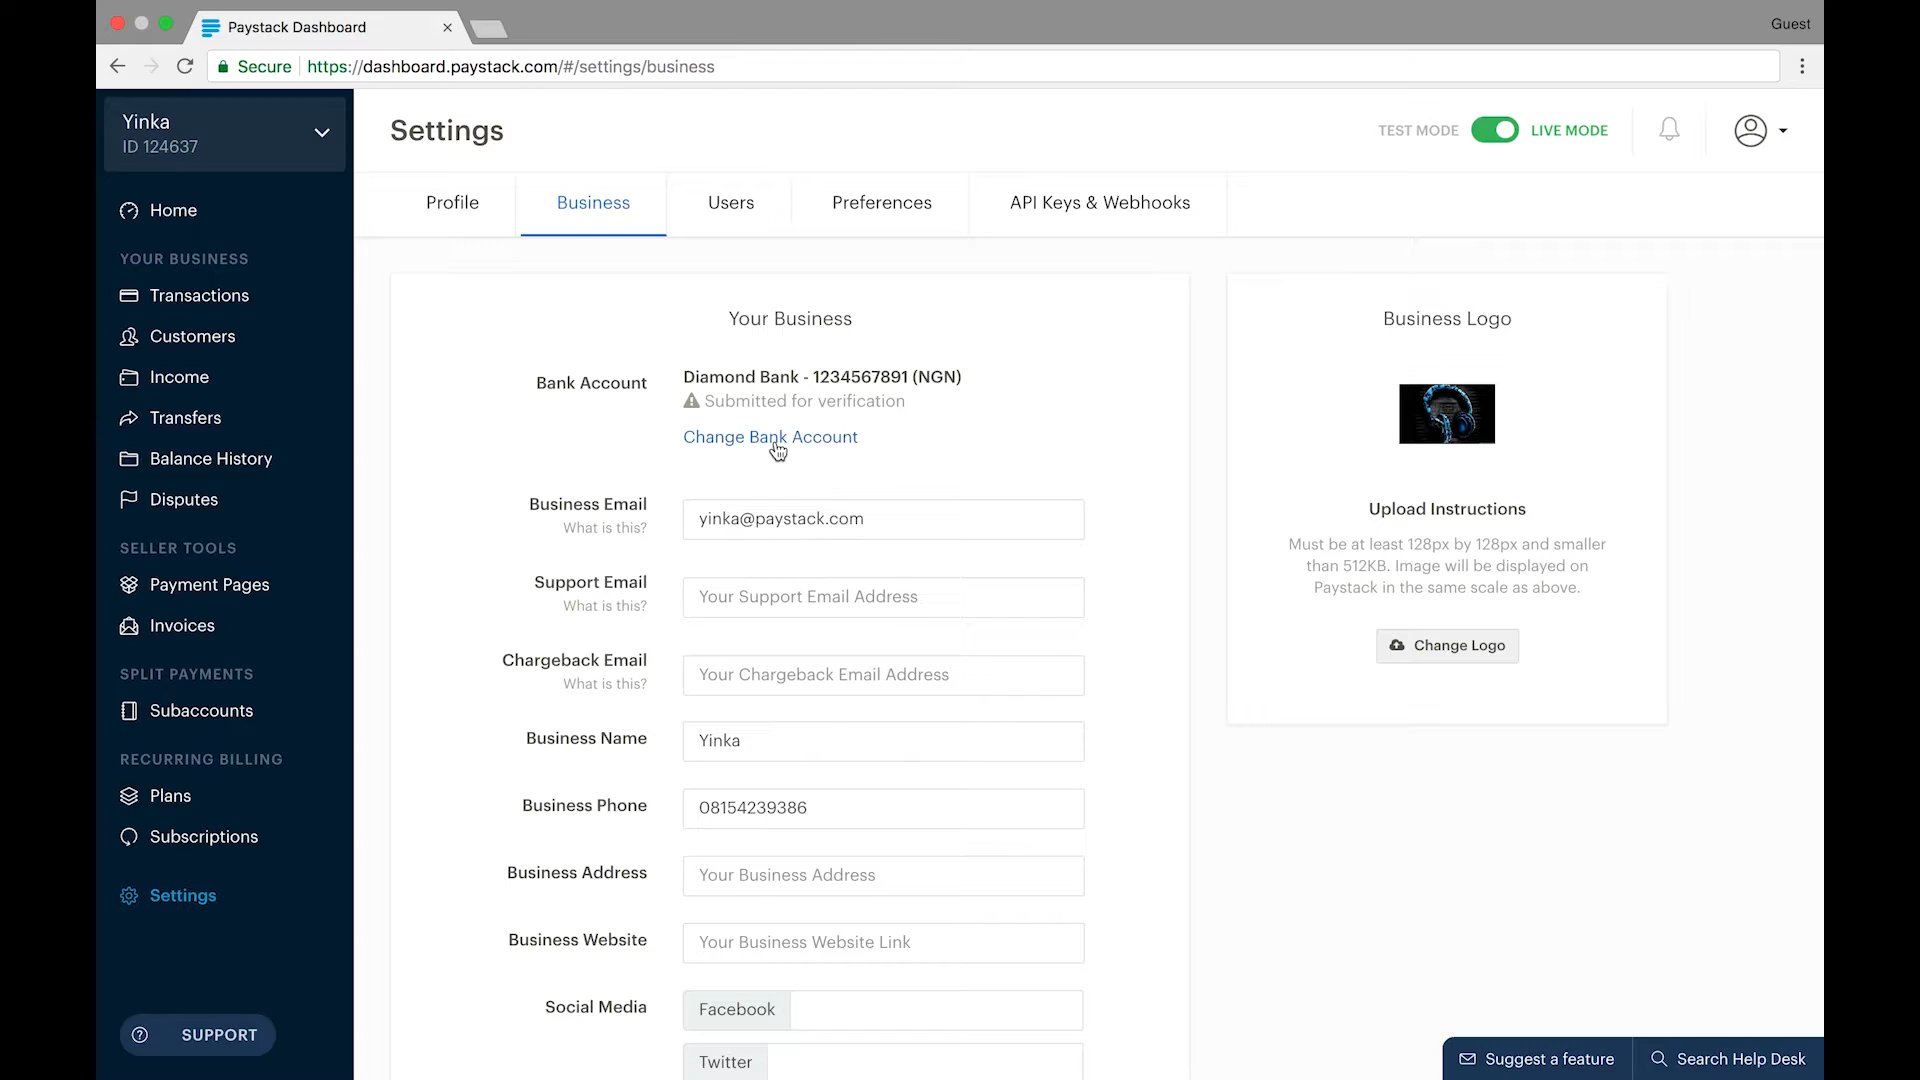 Paystack Dashboard
Guest
Secure
https://dashboard.paystack.com/#/settings/business
Yinka
ID 124637
Home
YOUR BUSINESS
Transactions
Customers
Income
Transfers
Balance History
Disputes
SELLER TOOLS
Payment Pages
Invoices
SPLIT PAYMENTS
Subaccounts
RECURRING BILLING
Plans
Subscriptions
Settings
SUPPORT
Settings
TEST MODE
LIVE MODE
Profile
Business
Users
Preferences
API Keys & Webhooks
Your Business
Bank Account
Diamond Bank - 1234567891 (NGN)
Submitted for verification
Change Bank Account
Business Email
What is this?
yinka@paystack.com
Support Email
What is this?
Your Support Email Address
Chargeback Email
What is this?
Your Chargeback Email Address
Business Name
Yinka
Business Phone
08154239386
Business Address
Your Business Address
Business Website
Your Business Website Link
Social Media
Facebook
Twitter
Business Logo
Upload Instructions
Must be at least 128px by 128px and smaller
than 512KB. Image will be displayed on
Paystack in the same scale as above.
Change Logo
Suggest a feature
Search Help Desk